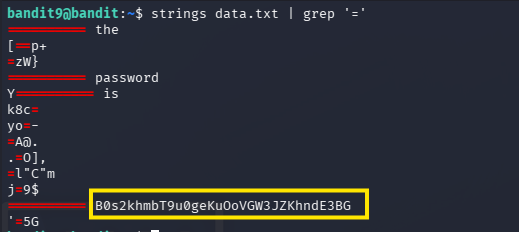 bandit9@bandit:~$ strings data.txt | grep '='
========== the
[==p+
=zW}
========== password
Y========== is
k8c=
yo=-
=A@.
.=O],
=l"C"m
j=9$
========== B0s2khmbT9u0geKuOoVGW3JZKhndE3BG
'=5G